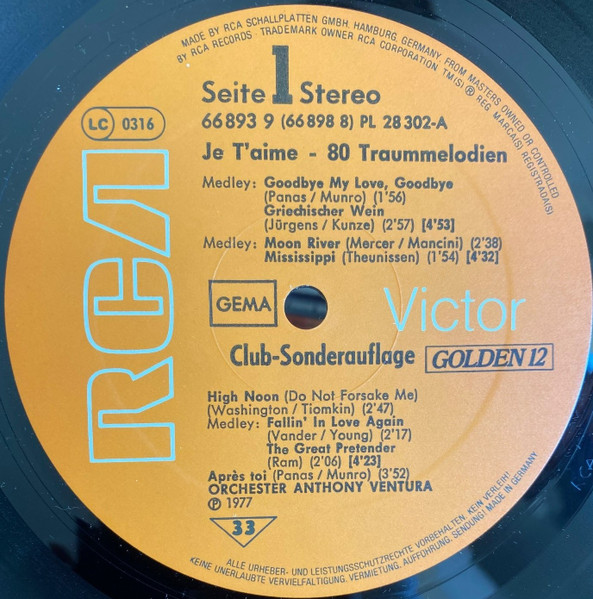 MADE BY RCA SCHALLPLATTEN GMBH, HAMBURG, GERMANY, FROM MASTERS OWNED OR CONTROLLED
BY RCA RECORDS · TRADEMARK OWNER RCA CORPORATION TM(S) ® REG MARCA(S) REGISTRADA(S)
Seite 1 Stereo
66 893 9 (66 898 8) PL 28 302-A
LC 0316
Je T'aime - 80 Traummelodien
Medley: Goodbye My Love, Goodbye
(Panas / Munro) (1'56)
Griechischer Wein
(Jürgens / Kunze) (2'57) [4'53]
Medley: Moon River (Mercer / Mancini) (2'38)
Mississippi (Theunissen) (1'54) [4'32]
RCA
GEMA
Victor
Club-Sonderauflage GOLDEN 12
High Noon (Do Not Forsake Me)
(Washington / Tiomkin) (2'47)
Medley: Fallin' In Love Again
(Vander / Young) (2'17)
The Great Pretender
(Ram) (2'06) [4'23]
Après toi (Panas / Munro) (3'52)
ORCHESTER ANTHONY VENTURA
℗ 1977
33
ALLE URHEBER- UND LEISTUNGSSCHUTZRECHTE VORBEHALTEN. KEIN VERLEIH!
KEINE UNERLAUBTE VERVIELFÄLTIGUNG, VERMIETUNG, AUFFÜHRUNG, SENDUNG! MADE IN GERMANY